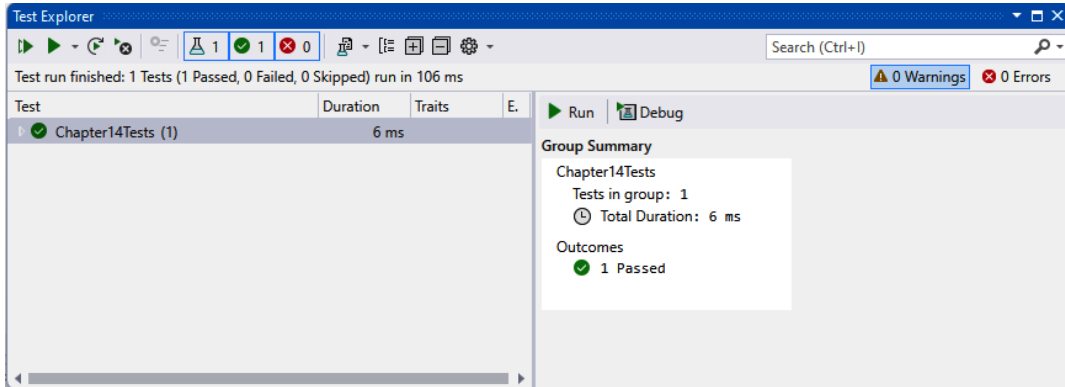 Test Explorer
1 1 0 Search (Ctrl+I)
Test run finished: 1 Tests (1 Passed, 0 Failed, 0 Skipped) run in 106 ms 0 Warnings 0 Errors
Test Duration Traits E.
Chapter14Tests (1) 6 ms
Run Debug
Group Summary
Chapter14Tests
Tests in group: 1
Total Duration: 6 ms
Outcomes
1 Passed